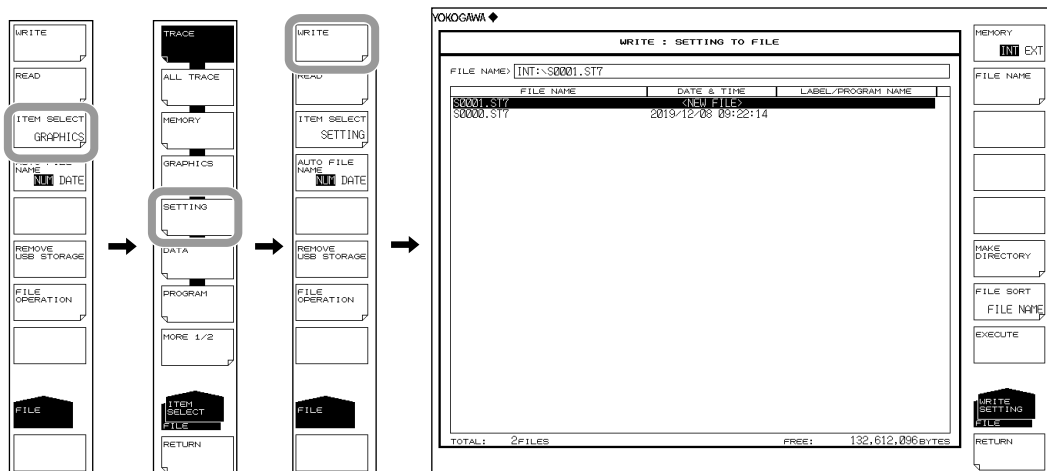 WRITE
READ
ITEM SELECT
GRAPHICS
NAME
NUM DATE
REMOVE
USB STORAGE
FILE
OPERATION
FILE
TRACE
ALL TRACE
MEMORY
GRAPHICS
SETTING
DATA
PROGRAM
MORE 1/2
ITEM
SELECT
FILE
RETURN
WRITE
READ
ITEM SELECT
SETTING
AUTO FILE
NAME
NUM DATE
REMOVE
USB STORAGE
FILE
OPERATION
FILE
YOKOGAWA
WRITE : SETTING TO FILE
FILE NAME> INT:\S0001.ST7
FILE NAME DATE & TIME LABEL/PROGRAM NAME
S0001.ST7 <NEW FILE>
S0000.ST7 2019/12/08 09:22:14
TOTAL: 2FILES FREE: 132,612,096BYTES
MEMORY
INT EXT
FILE NAME
MAKE
DIRECTORY
FILE SORT
FILE NAME
EXECUTE
WRITE
SETTING
FILE
RETURN